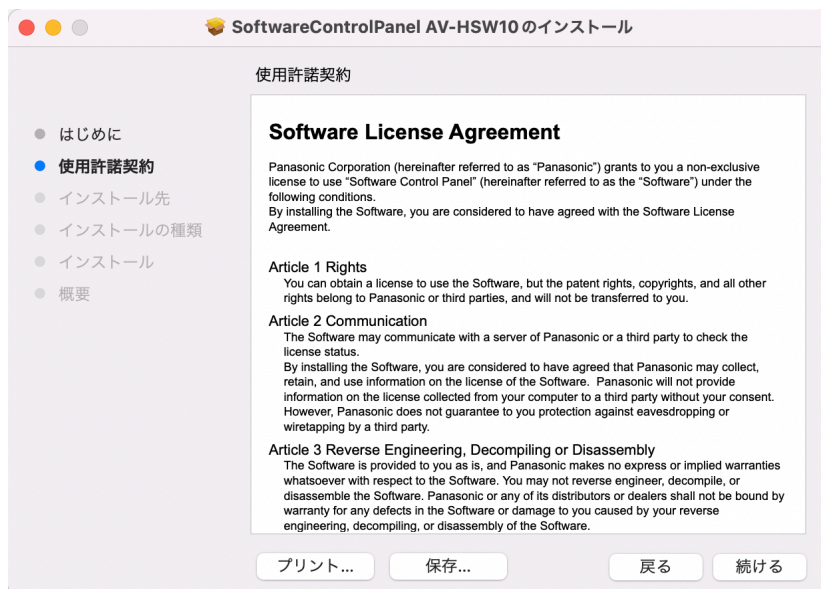 SoftwareControlPanel AV-HSW10のインストール
使用許諾契約
はじめに
使用許諾契約
インストール先
インストールの種類
インストール
概要
Software License Agreement
Panasonic Corporation (hereinafter referred to as “Panasonic”) grants to you a non-exclusive
license to use “Software Control Panel” (hereinafter referred to as the “Software”) under the
following conditions.
By installing the Software, you are considered to have agreed with the Software License
Agreement.
Article 1 Rights
You can obtain a license to use the Software, but the patent rights, copyrights, and all other
rights belong to Panasonic or third parties, and will not be transferred to you.
Article 2 Communication
The Software may communicate with a server of Panasonic or a third party to check the
license status.
By installing the Software, you are considered to have agreed that Panasonic may collect,
retain, and use information on the license of the Software.  Panasonic will not provide
information on the license collected from your computer to a third party without your consent.
However, Panasonic does not guarantee to you protection against eavesdropping or
wiretapping by a third party.
Article 3 Reverse Engineering, Decompiling or Disassembly
The Software is provided to you as is, and Panasonic makes no express or implied warranties
whatsoever with respect to the Software. You may not reverse engineer, decompile, or
disassemble the Software. Panasonic or any of its distributors or dealers shall not be bound by
warranty for any defects in the Software or damage to you caused by your reverse
engineering, decompiling, or disassembly of the Software.
プリント...
保存...
戻る
続ける